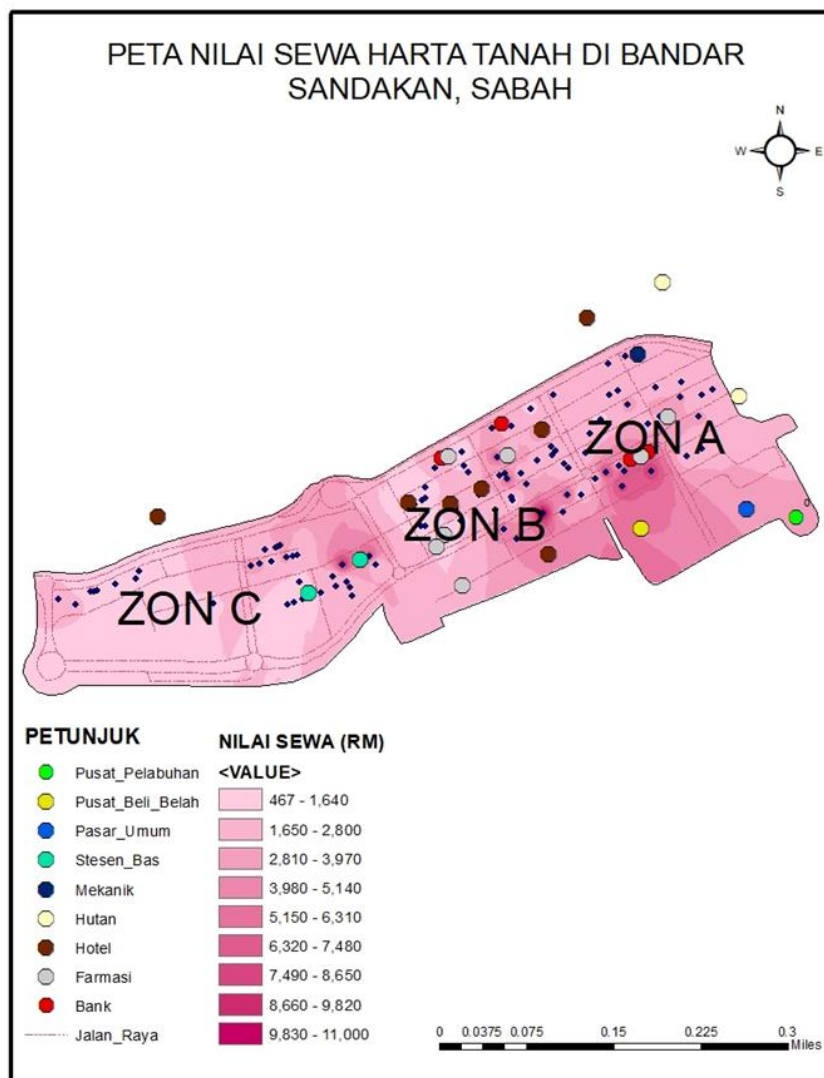 PETA NILAI SEWA HARTA TANAH DI BANDAR
SANDAKAN, SABAH
N
W
E
S
ZON A
ZON B
ZON C
0
PETUNJUK
Pusat_Pelabuhan
Pusat_Beli_Belah
Pasar_Umum
Stesen_Bas
Mekanik
Hutan
Hotel
Farmasi
Bank
Jalan_Raya
NILAI SEWA (RM)
<VALUE>
467 - 1,640
1,650 - 2,800
2,810 - 3,970
3,980 - 5,140
5,150 - 6,310
6,320 - 7,480
7,490 - 8,650
8,660 - 9,820
9,830 - 11,000
0 0.0375 0.075 0.15 0.225 0.3
Miles